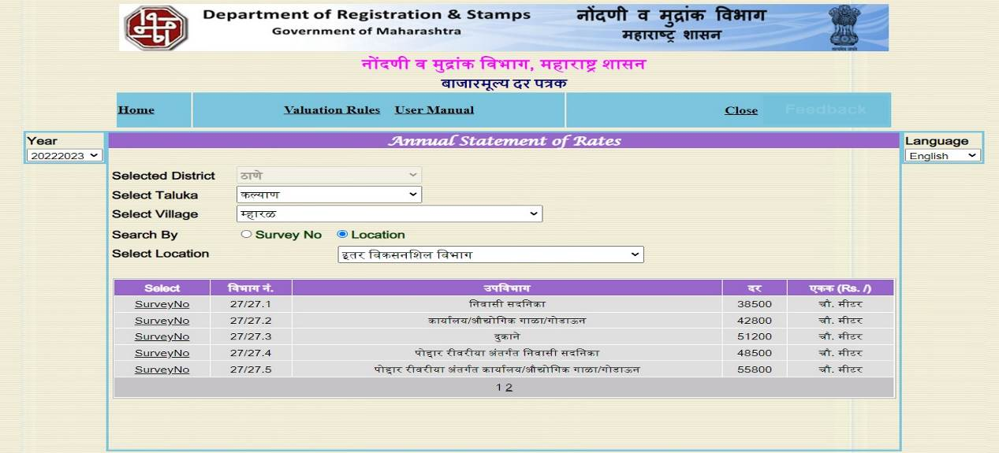 Department of Registration & Stamps नोंदणी व मुद्रांक विभाग
Government of Maharashtra महाराष्ट्र शासन
नोंदणी व मुद्रांक विभाग, महाराष्ट्र शासन
बाजारमूल्य दर पत्रक
Home Valuation Rules User Manual Close Feedback
Year Annual Statement of Rates Language
20222023 English
Selected District ठाणे
Select Taluka कल्याण
Select Village म्हारळ
Search By Survey No Location
Select Location इतर विकसनशिल विभाग
Select विभाग नं. उपविभाग दर एकक (Rs. /)
SurveyNo 27/27.1 निवासी सदनिका 38500 चौ. मीटर
SurveyNo 27/27.2 कार्यालय/औद्योगिक गाळा/गोडाऊन 42800 चौ. मीटर
SurveyNo 27/27.3 दुकाने 51200 चौ. मीटर
SurveyNo 27/27.4 पोद्दार रीवरीया अंतर्गत निवासी सदनिका 48500 चौ. मीटर
SurveyNo 27/27.5 पोद्दार रीवरीया अंतर्गत कार्यालय/औद्योगिक गाळा/गोडाऊन 55800 चौ. मीटर
1 2